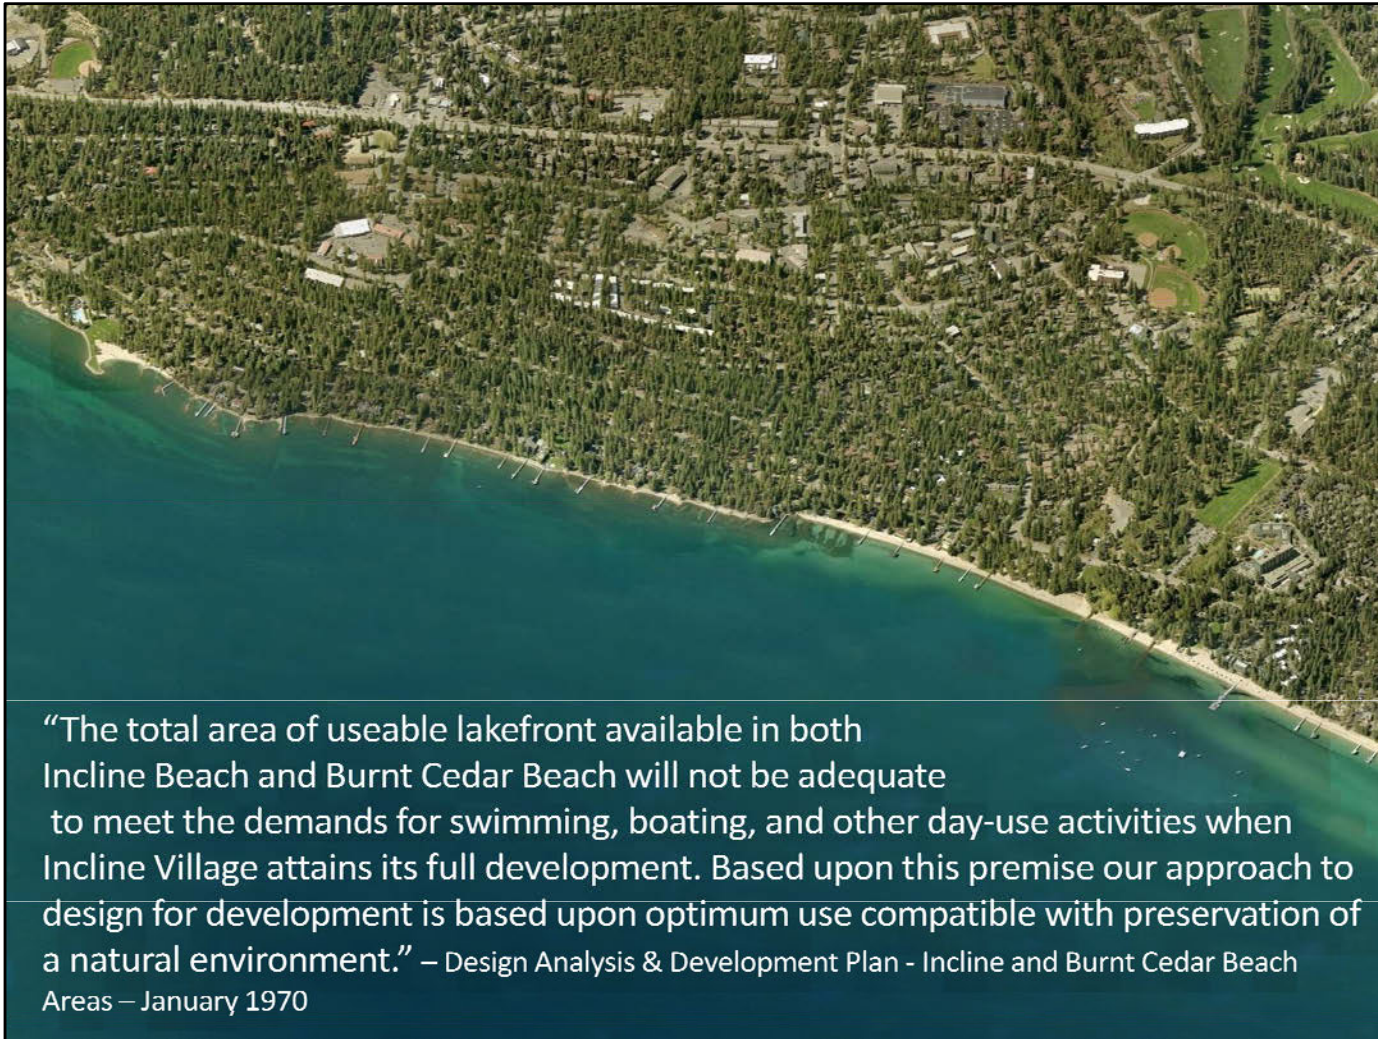 “The total area of useable lakefront available in both
Incline Beach and Burnt Cedar Beach will not be adequate
to meet the demands for swimming, boating, and other day-use activities when
Incline Village attains its full development. Based upon this premise our approach to
design for development is based upon optimum use compatible with preservation of
a natural environment.” – Design Analysis & Development Plan - Incline and Burnt Cedar Beach
Areas – January 1970